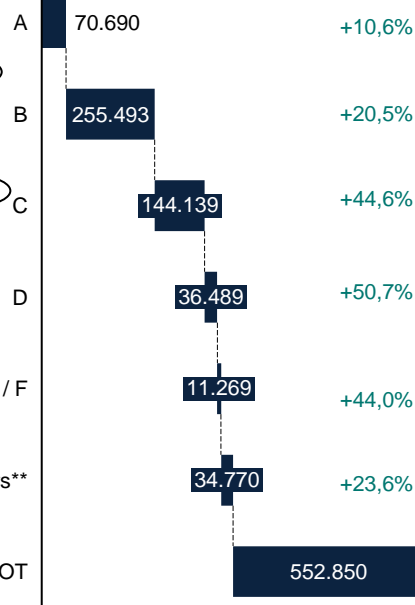 A 70.690 +10,6%
B 255.493 +20,5%
C 144.139 +44,6%
D 36.489 +50,7%
/ F 11.269 +44,0%
s** 34.770 +23,6%
OT 552.850